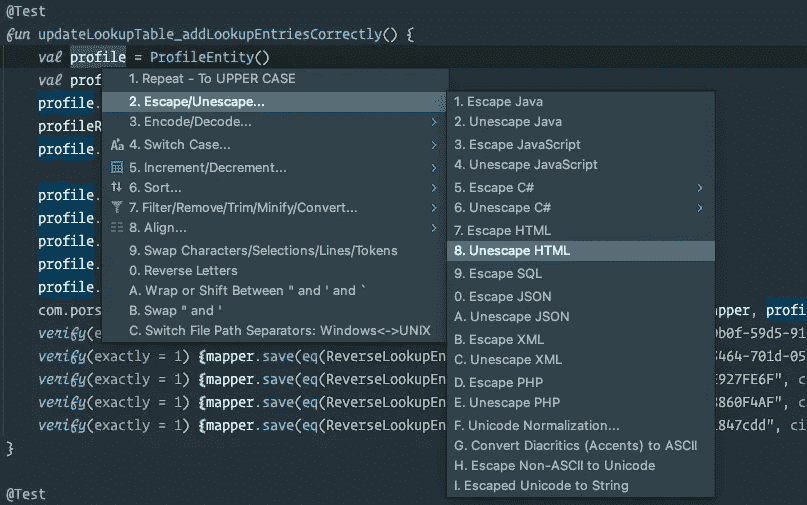 @Test
fun updateLookupTable_addLookupEntriesCorrectly() {
val profile = ProfileEntity()
val prof
profile.
profileR
profile.
profile.
profile.
profile.
profile.
profile.
com.pors
verify(e
verify(exactly = 1) {mapper.save(eq(ReverseLookupEn
verify(exactly = 1) {mapper.save(eq(ReverseLookupEn
verify(exactly = 1) {mapper.save(eq(ReverseLookupEn
verify(exactly = 1) {mapper.save(eq(ReverseLookupEn
}
@Test
1. Repeat - To UPPER CASE
2. Escape/Unescape...
3. Encode/Decode...
4. Switch Case...
5. Increment/Decrement...
6. Sort...
7. Filter/Remove/Trim/Minify/Convert...
8. Align...
9. Swap Characters/Selections/Lines/Tokens
0. Reverse Letters
A. Wrap or Shift Between " and ' and `
B. Swap " and '
C. Switch File Path Separators: Windows<->UNIX
1. Escape Java
2. Unescape Java
3. Escape JavaScript
4. Unescape JavaScript
5. Escape C#
6. Unescape C#
7. Escape HTML
8. Unescape HTML
9. Escape SQL
0. Escape JSON
A. Unescape JSON
B. Escape XML
C. Unescape XML
D. Escape PHP
E. Unescape PHP
F. Unicode Normalization...
G. Convert Diacritics (Accents) to ASCII
H. Escape Non-ASCII to Unicode
I. Escaped Unicode to String
mapper, profi
bb0f-59d5-91
5464-701d-05
E927FE6F", c
3860F4AF", c
1847cdd", ci